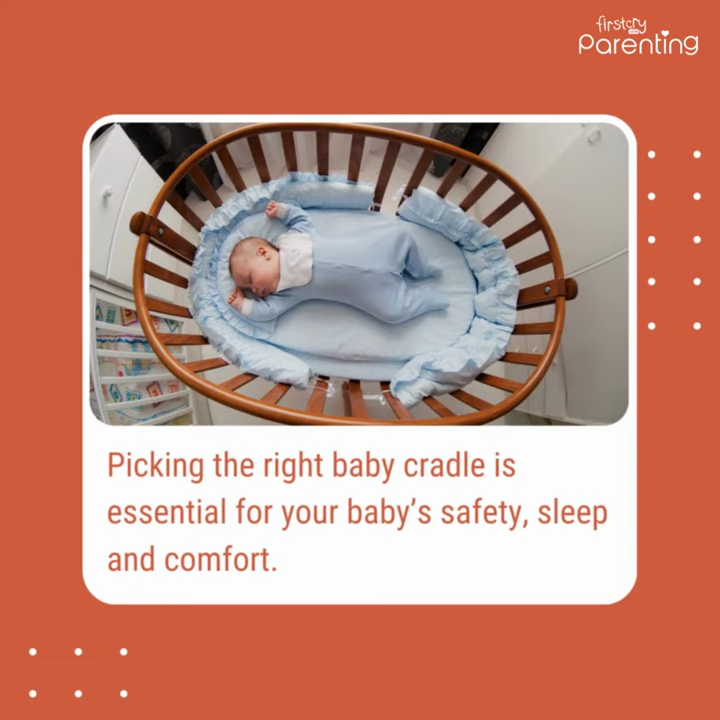 firstcry
Parenting
Picking the right baby cradle is
essential for your baby’s safety, sleep
and comfort.